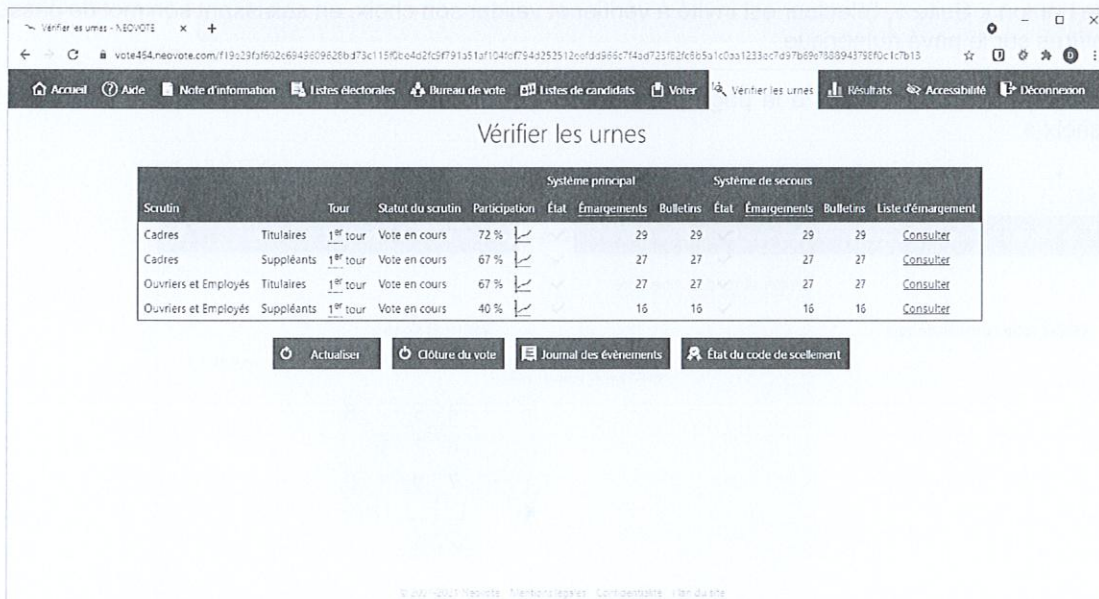 Vérifier les urnes - NEOVOTE
Accueil Aide Note d'information Listes électorales Bureau de vote Listes de candidats Voter Vérifier les urnes Résultats Accessibilité Déconnexion
Vérifier les urnes
Système principal Système de secours
Scrutin Tour Statut du scrutin Participation État Émargements Bulletins État Émargements Bulletins Liste d'émargement
Cadres Titulaires 1er tour Vote en cours 72 % 29 29 29 29 Consulter
Cadres Suppléants 1er tour Vote en cours 67 % 27 27 27 27 Consulter
Ouvriers et Employés Titulaires 1er tour Vote en cours 67 % 27 27 27 27 Consulter
Ouvriers et Employés Suppléants 1er tour Vote en cours 40 % 16 16 16 16 Consulter
Actualiser Clôture du vote Journal des évènements État du code de scellement
Neovote Mentions légales Confidentialité Plan du site